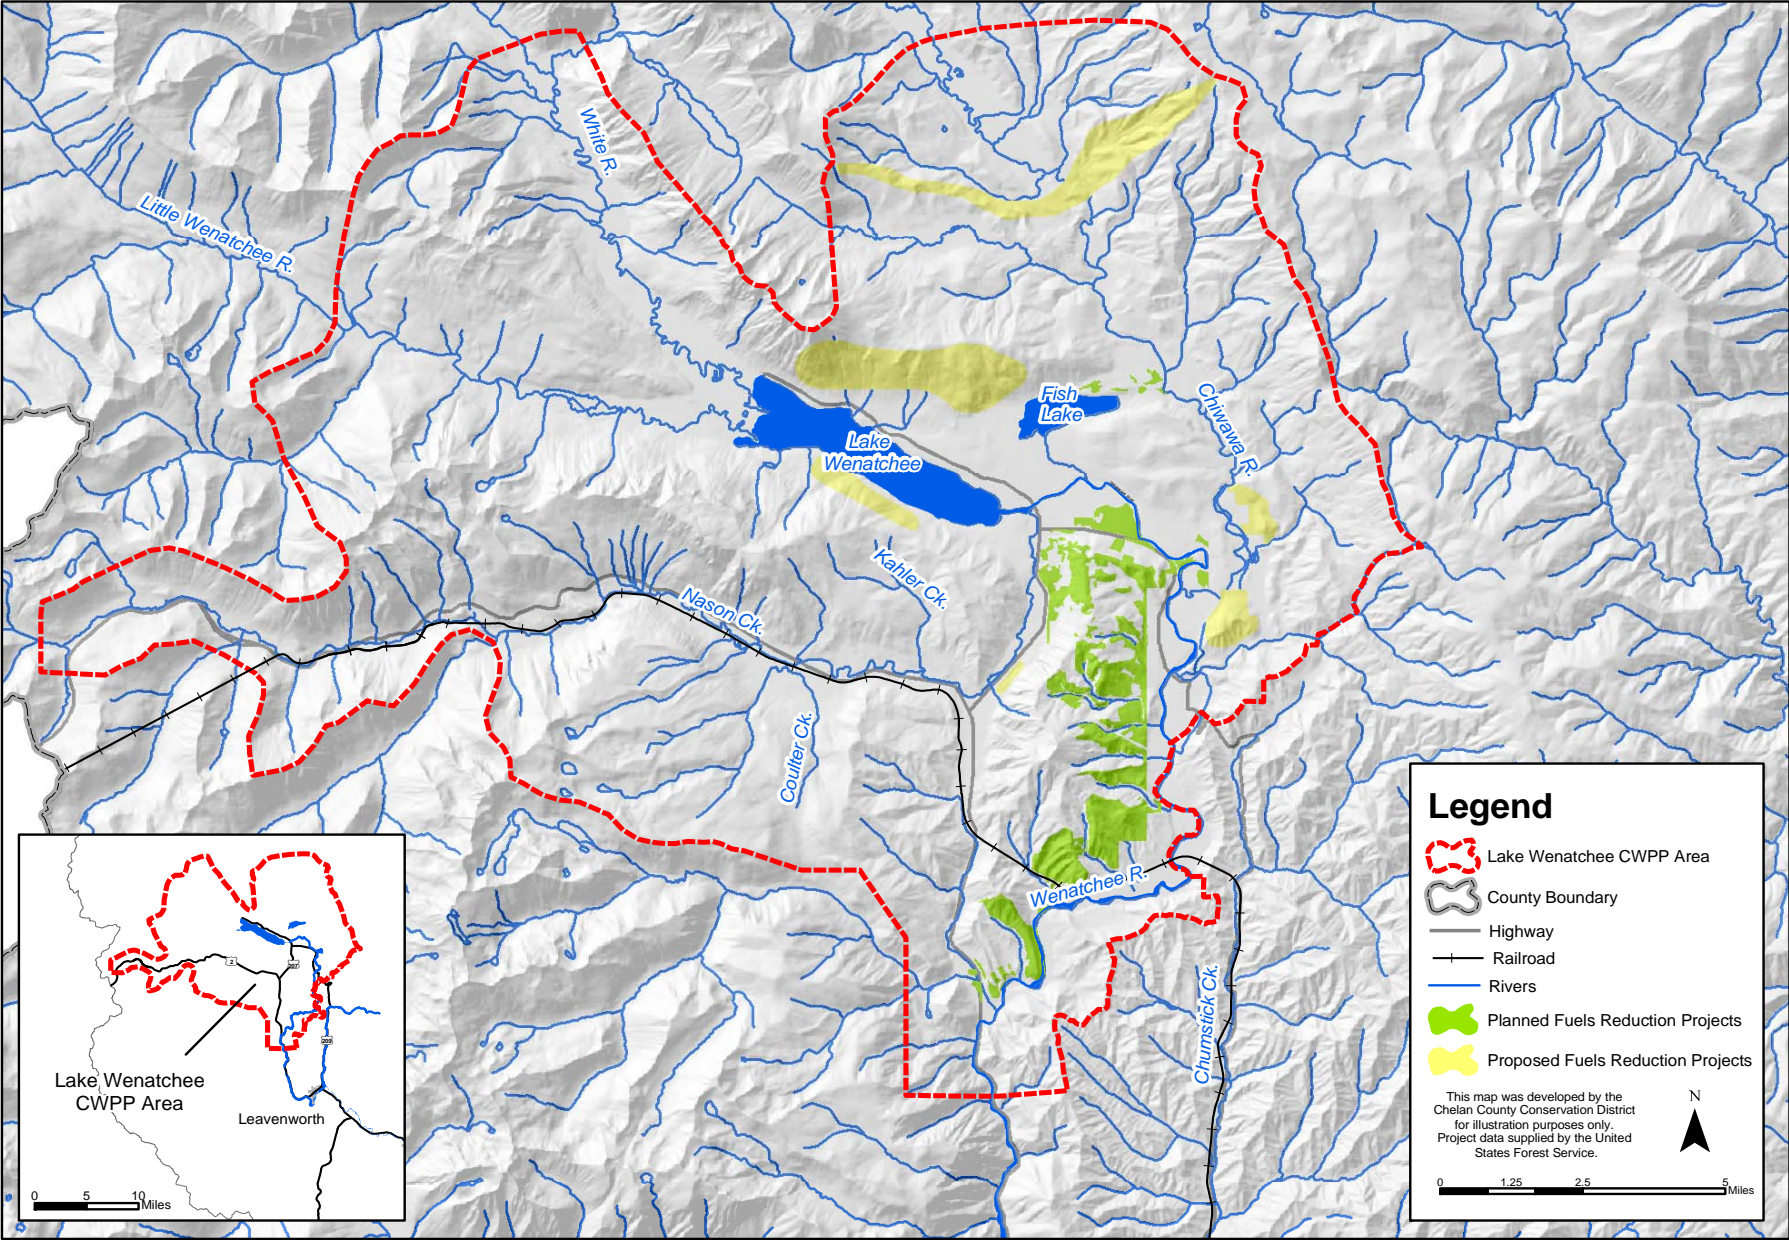 White R.
Little Wenatchee R.
Fish
Lake
Chiwawa R.
Lake
Wenatchee
Kahler Ck.
Nason Ck.
Coulter Ck.
Wenatchee R.
Chumstick Ck.
Legend
Lake Wenatchee CWPP Area
County Boundary
Highway
Railroad
Rivers
Planned Fuels Reduction Projects
Proposed Fuels Reduction Projects
This map was developed by the
Chelan County Conservation District
for illustration purposes only.
Project data supplied by the United
States Forest Service.
N
0 1.25 2.5 5
Miles
2
207
209
Lake Wenatchee
CWPP Area
Leavenworth
0 5 10
Miles